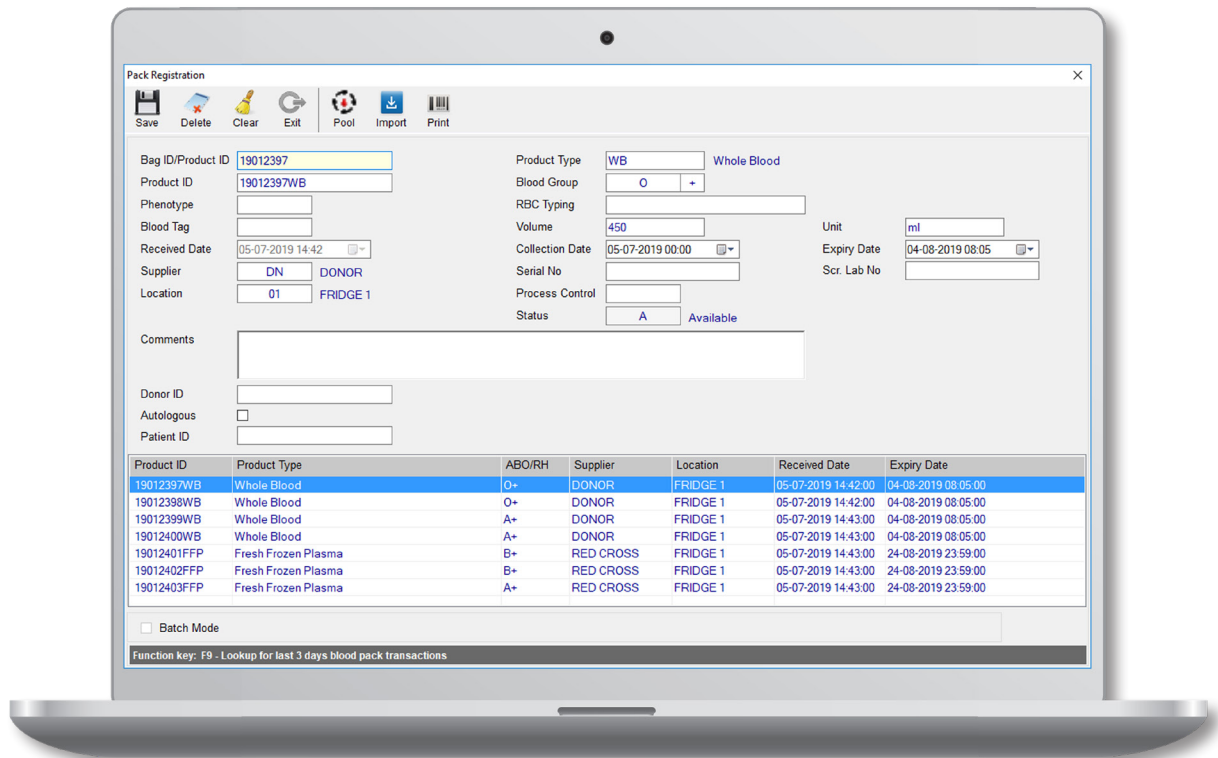 Pack Registration
Save Delete Clear Exit Pool Import Print
Bag ID/Product ID 19012397 Product Type WB Whole Blood
Product ID 19012397WB Blood Group O +
Phenotype RBC Typing
Blood Tag Volume 450 Unit ml
Received Date 05-07-2019 14:42 Collection Date 05-07-2019 00:00 Expiry Date 04-08-2019 08:05
Supplier DN DONOR Serial No Scr. Lab No
Location 01 FRIDGE 1 Process Control
Status A Available
Comments
Donor ID
Autologous
Patient ID
Product ID Product Type ABO/RH Supplier Location Received Date Expiry Date
19012397WB Whole Blood O+ DONOR FRIDGE 1 05-07-2019 14:42:00 04-08-2019 08:05:00
19012398WB Whole Blood O+ DONOR FRIDGE 1 05-07-2019 14:42:00 04-08-2019 08:05:00
19012399WB Whole Blood A+ DONOR FRIDGE 1 05-07-2019 14:43:00 04-08-2019 08:05:00
19012400WB Whole Blood A+ DONOR FRIDGE 1 05-07-2019 14:43:00 04-08-2019 08:05:00
19012401FFP Fresh Frozen Plasma B+ RED CROSS FRIDGE 1 05-07-2019 14:43:00 24-08-2019 23:59:00
19012402FFP Fresh Frozen Plasma B+ RED CROSS FRIDGE 1 05-07-2019 14:43:00 24-08-2019 23:59:00
19012403FFP Fresh Frozen Plasma A+ RED CROSS FRIDGE 1 05-07-2019 14:43:00 24-08-2019 23:59:00
Batch Mode
Function key: F9 - Lookup for last 3 days blood pack transactions